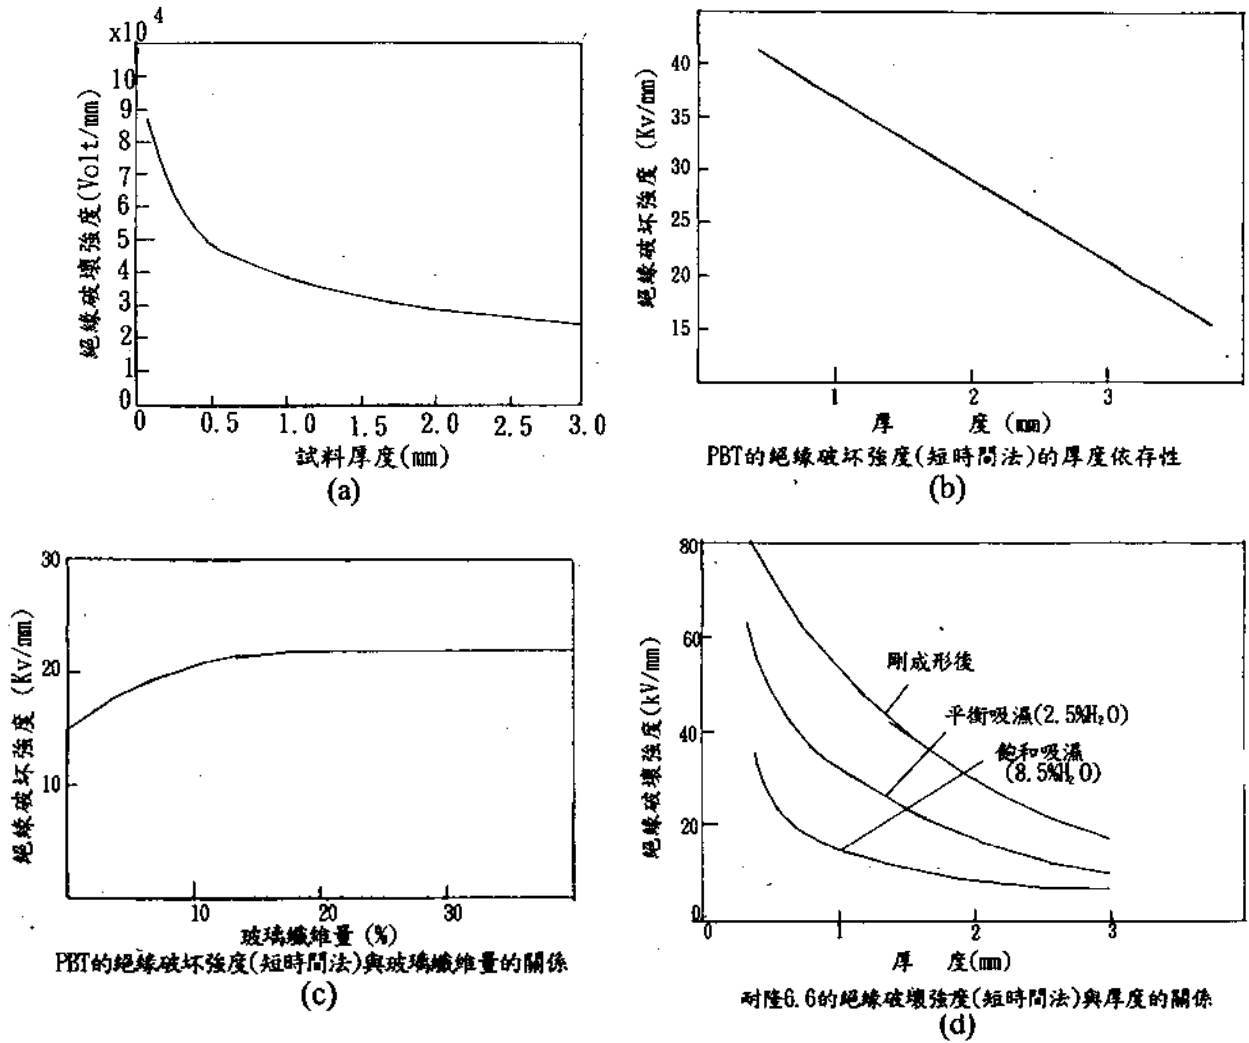 x10 4
10
9
8
7
6
5
4
3
2
1
0
絕緣破壞強度(Volt/mm)
0 0.5 1.0 1.5 2.0 2.5 3.0
試料厚度(mm)
(a)
40
35
30
25
20
15
絕緣破坏強度 (Kv/mm)
1 2 3
厚 度 (mm)
PBT的絕緣破坏強度(短時間法)的厚度依存性
(b)
30
20
10
絕緣破坏強度 (Kv/mm)
10 20 30
玻璃纖維量 (%)
PBT的絕緣破坏強度(短時間法)與玻璃纖維量的關係
(c)
80
60
40
20
0
絕緣破壞強度(kV/mm)
剛成形後
平衡吸濕(2.5%H₂O)
飽和吸濕
(8.5%H₂O)
0 1 2 3
厚 度(mm)
耐隆6.6的絕緣破壞強度(短時間法)與厚度的關係
(d)